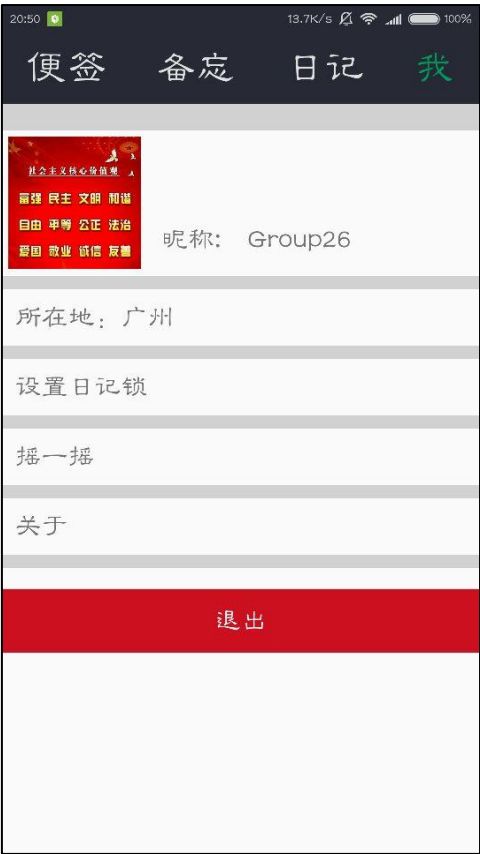 20:50 13.7K/s 100%
便签 备忘 日记 我
社会主义核心价值观
富强 民主 文明 和谐
自由 平等 公正 法治
爱国 敬业 诚信 友善
昵称: Group26
所在地: 广州
设置日记锁
摇一摇
关于
退出